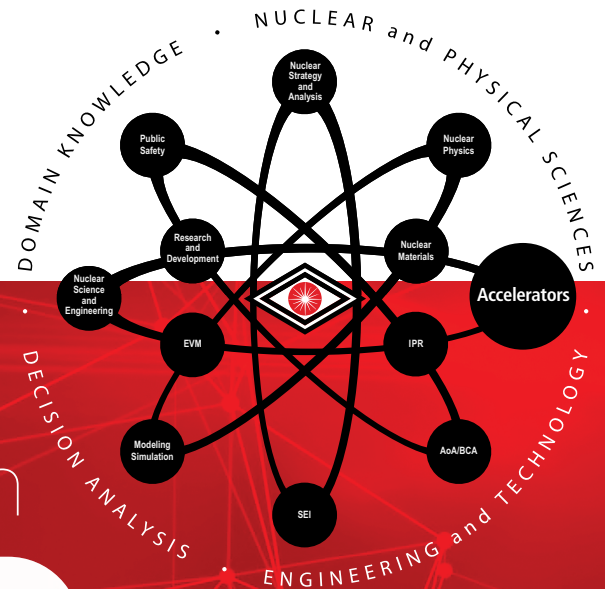 DOMAIN KNOWLEDGE • NUCLEAR and PHYSICAL SCIENCES •
Nuclear
Strategy
and
Analysis
Public
Safety
Nuclear
Physics
Research
and
Development
Nuclear
Materials
Nuclear
Science
and
Engineering
Accelerators
EVM
IPR
Modeling
Simulation
AoA/BCA
SEI
• DECISION ANALYSIS • ENGINEERING and TECHNOLOGY